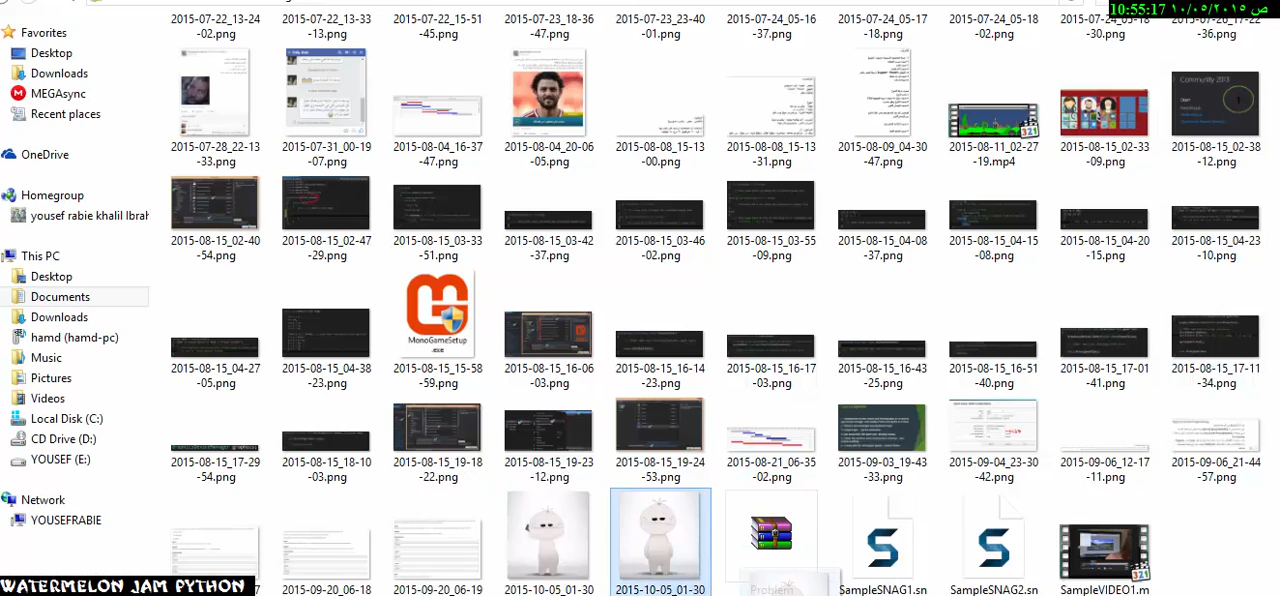 10:55:17 ص ١٠/٠٥/٢٠١٥
2015-07-22_13-24 2015-07-22_13-33 2015-07-22_15-51 2015-07-23_18-36 2015-07-23_23-40 2015-07-24_05-16 2015-07-24_05-17 2015-07-24_05-18 2015-07-24_05-18 2015-07-26_17-22
-02.png -13.png -45.png -47.png -01.png -37.png -18.png -02.png -30.png -36.png
Favorites
Desktop
Downloads
MEGAsync
Recent places
OneDrive
Homegroup
yousef rabie khalil Ibrah
This PC
Desktop
Documents
Downloads
hamd (hamd-pc)
Music
Pictures
Videos
Local Disk (C:)
CD Drive (D:)
YOUSEF (E:)
Network
YOUSEFRABIE
Community 2013
Start
2015-07-28_22-13 2015-07-31_00-19 2015-08-04_16-37 2015-08-04_20-06 2015-08-08_15-13 2015-08-08_15-13 2015-08-09_04-30 2015-08-11_02-27 2015-08-15_02-33 2015-08-15_02-38
-33.png -07.png -47.png -05.png -00.png -31.png -47.png -19.mp4 -09.png -12.png
2015-08-15_02-40 2015-08-15_02-47 2015-08-15_03-33 2015-08-15_03-42 2015-08-15_03-46 2015-08-15_03-55 2015-08-15_04-08 2015-08-15_04-15 2015-08-15_04-20 2015-08-15_04-23
-54.png -29.png -51.png -37.png -02.png -09.png -37.png -08.png -15.png -10.png
MonoGameSetup
.exe
2015-08-15_04-27 2015-08-15_04-38 2015-08-15_15-58 2015-08-15_16-06 2015-08-15_16-14 2015-08-15_16-17 2015-08-15_16-43 2015-08-15_16-51 2015-08-15_17-01 2015-08-15_17-11
-05.png -23.png -59.png -03.png -23.png -03.png -25.png -40.png -41.png -34.png
2015-08-15_17-29 2015-08-15_18-10 2015-08-15_19-18 2015-08-15_19-23 2015-08-15_19-24 2015-08-21_06-35 2015-09-03_19-43 2015-09-04_23-30 2015-09-06_12-17 2015-09-06_21-44
-54.png -03.png -22.png -12.png -53.png -02.png -33.png -42.png -11.png -57.png
2015-09-20_06-18 2015-09-20_06-19 2015-10-05_01-30 2015-10-05_01-30 Problem SampleSNAG1.sn SampleSNAG2.sn SampleVIDEO1.m
WATERMELON JAM PYTHON